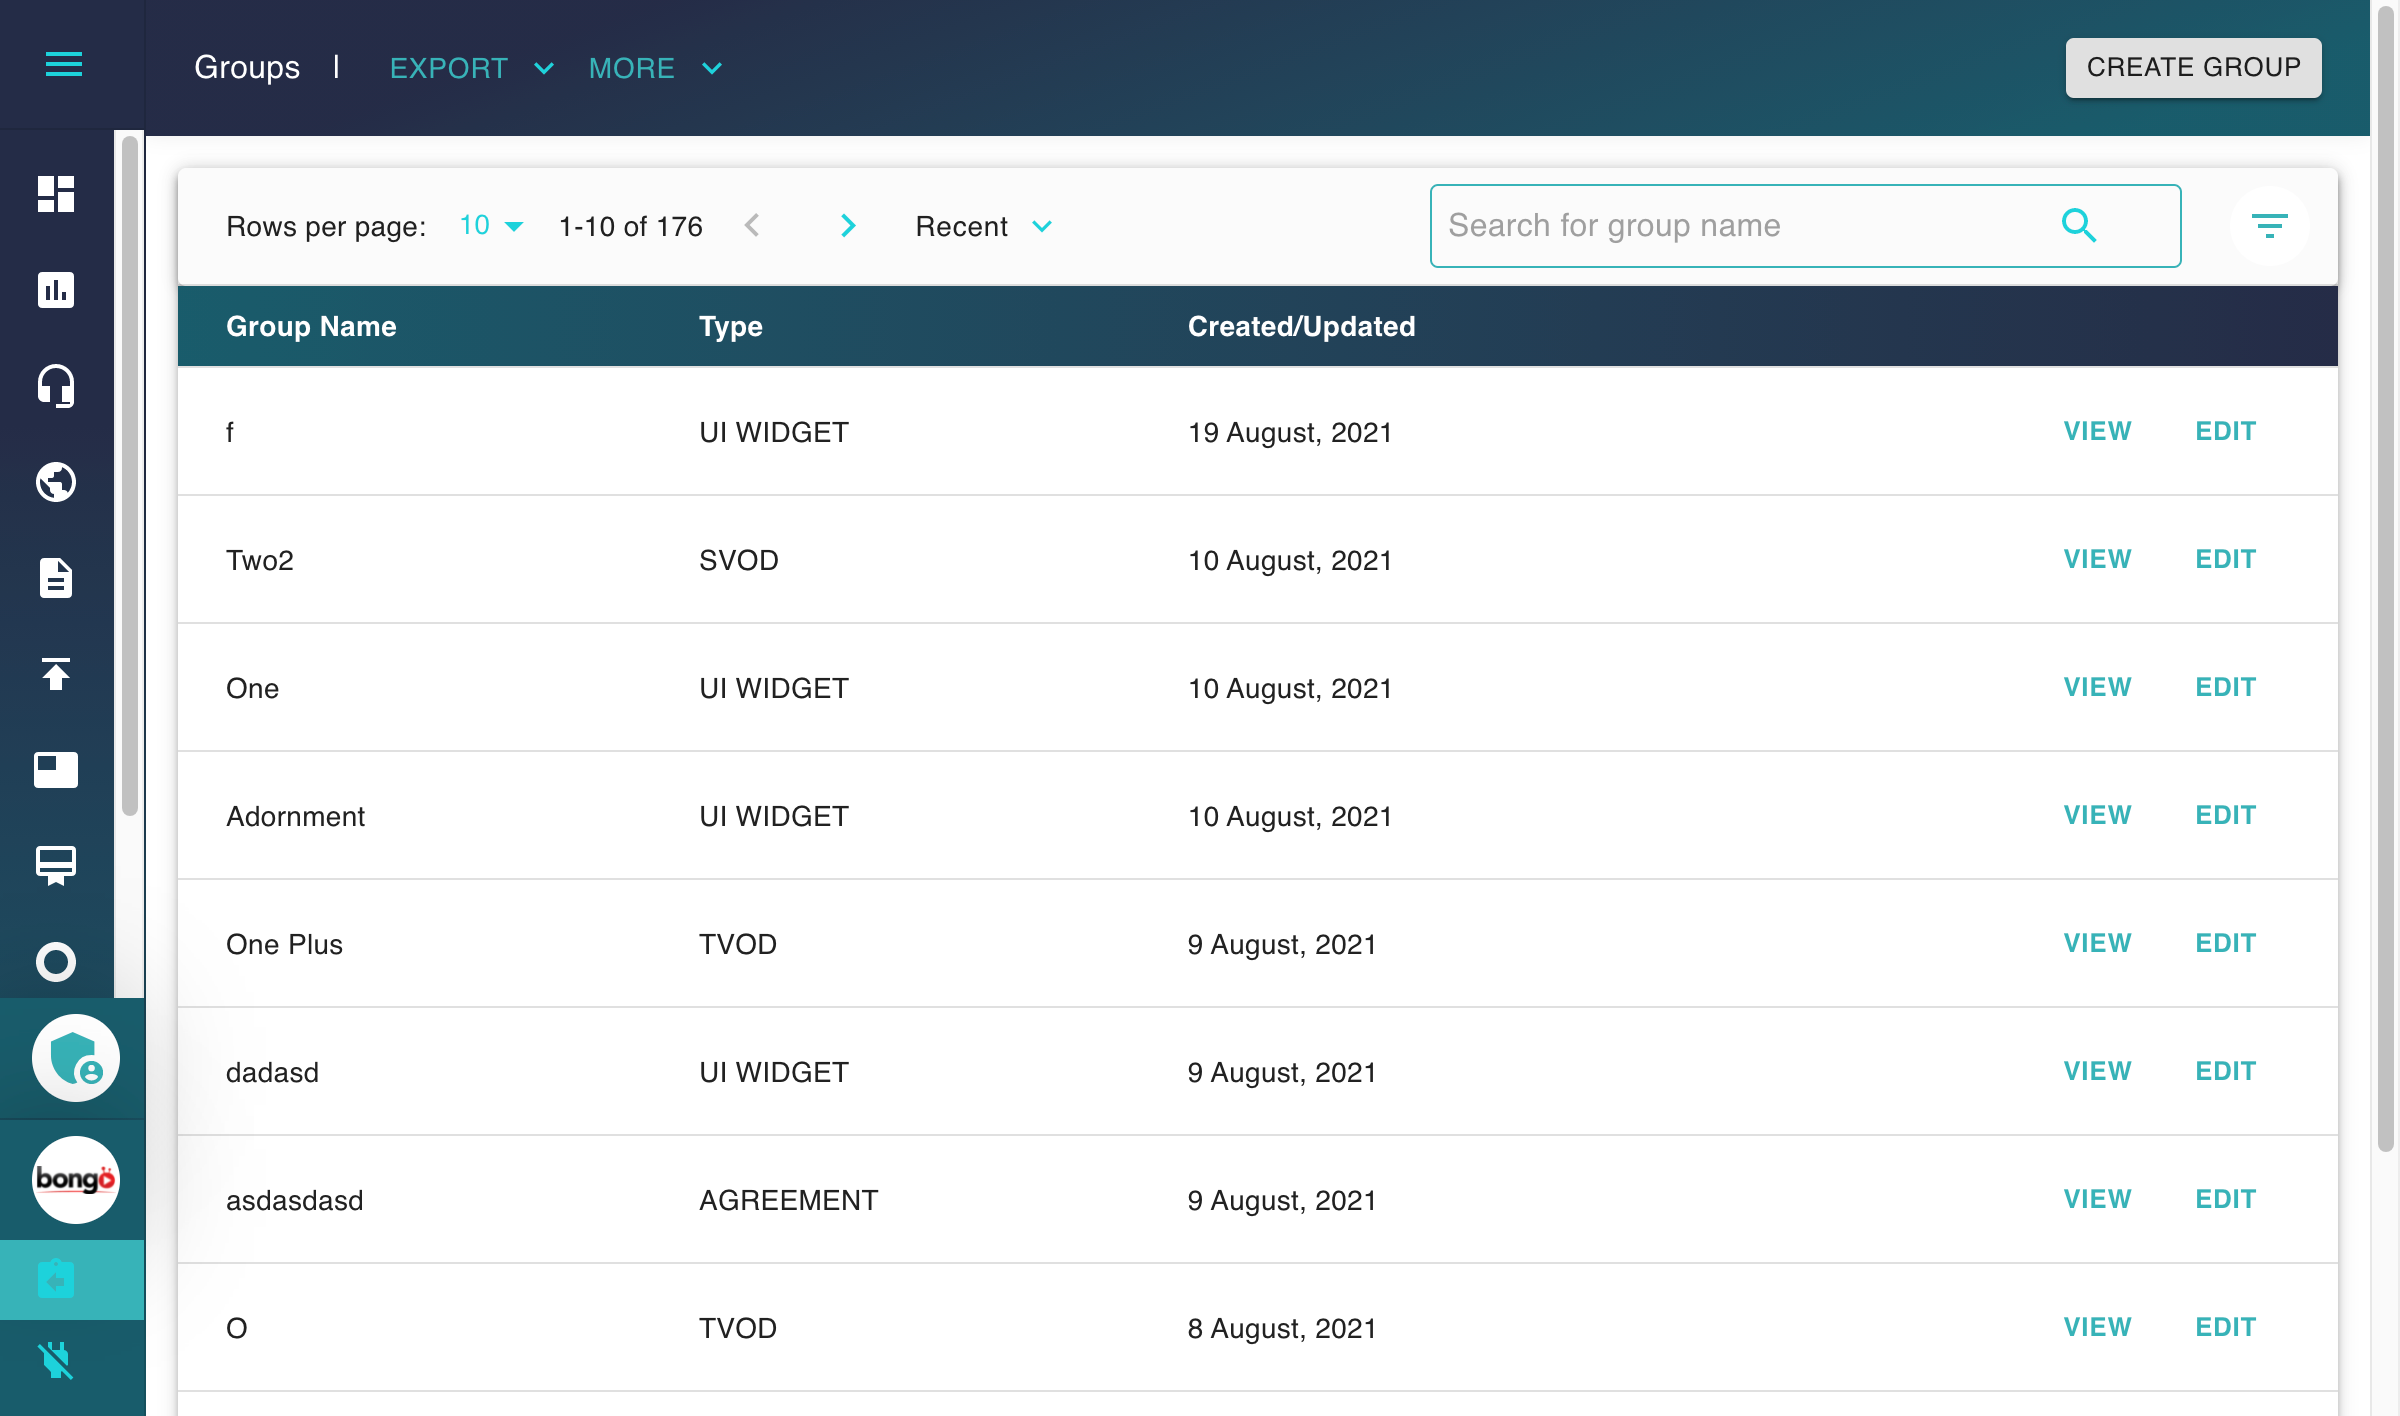 Groups | EXPORT MORE CREATE GROUP
Rows per page: 10 1-10 of 176 Recent Search for group name
Group Name Type Created/Updated
f UI WIDGET 19 August, 2021 VIEW EDIT
Two2 SVOD 10 August, 2021 VIEW EDIT
One UI WIDGET 10 August, 2021 VIEW EDIT
Adornment UI WIDGET 10 August, 2021 VIEW EDIT
One Plus TVOD 9 August, 2021 VIEW EDIT
dadasd UI WIDGET 9 August, 2021 VIEW EDIT
bongo
asdasdasd AGREEMENT 9 August, 2021 VIEW EDIT
O TVOD 8 August, 2021 VIEW EDIT